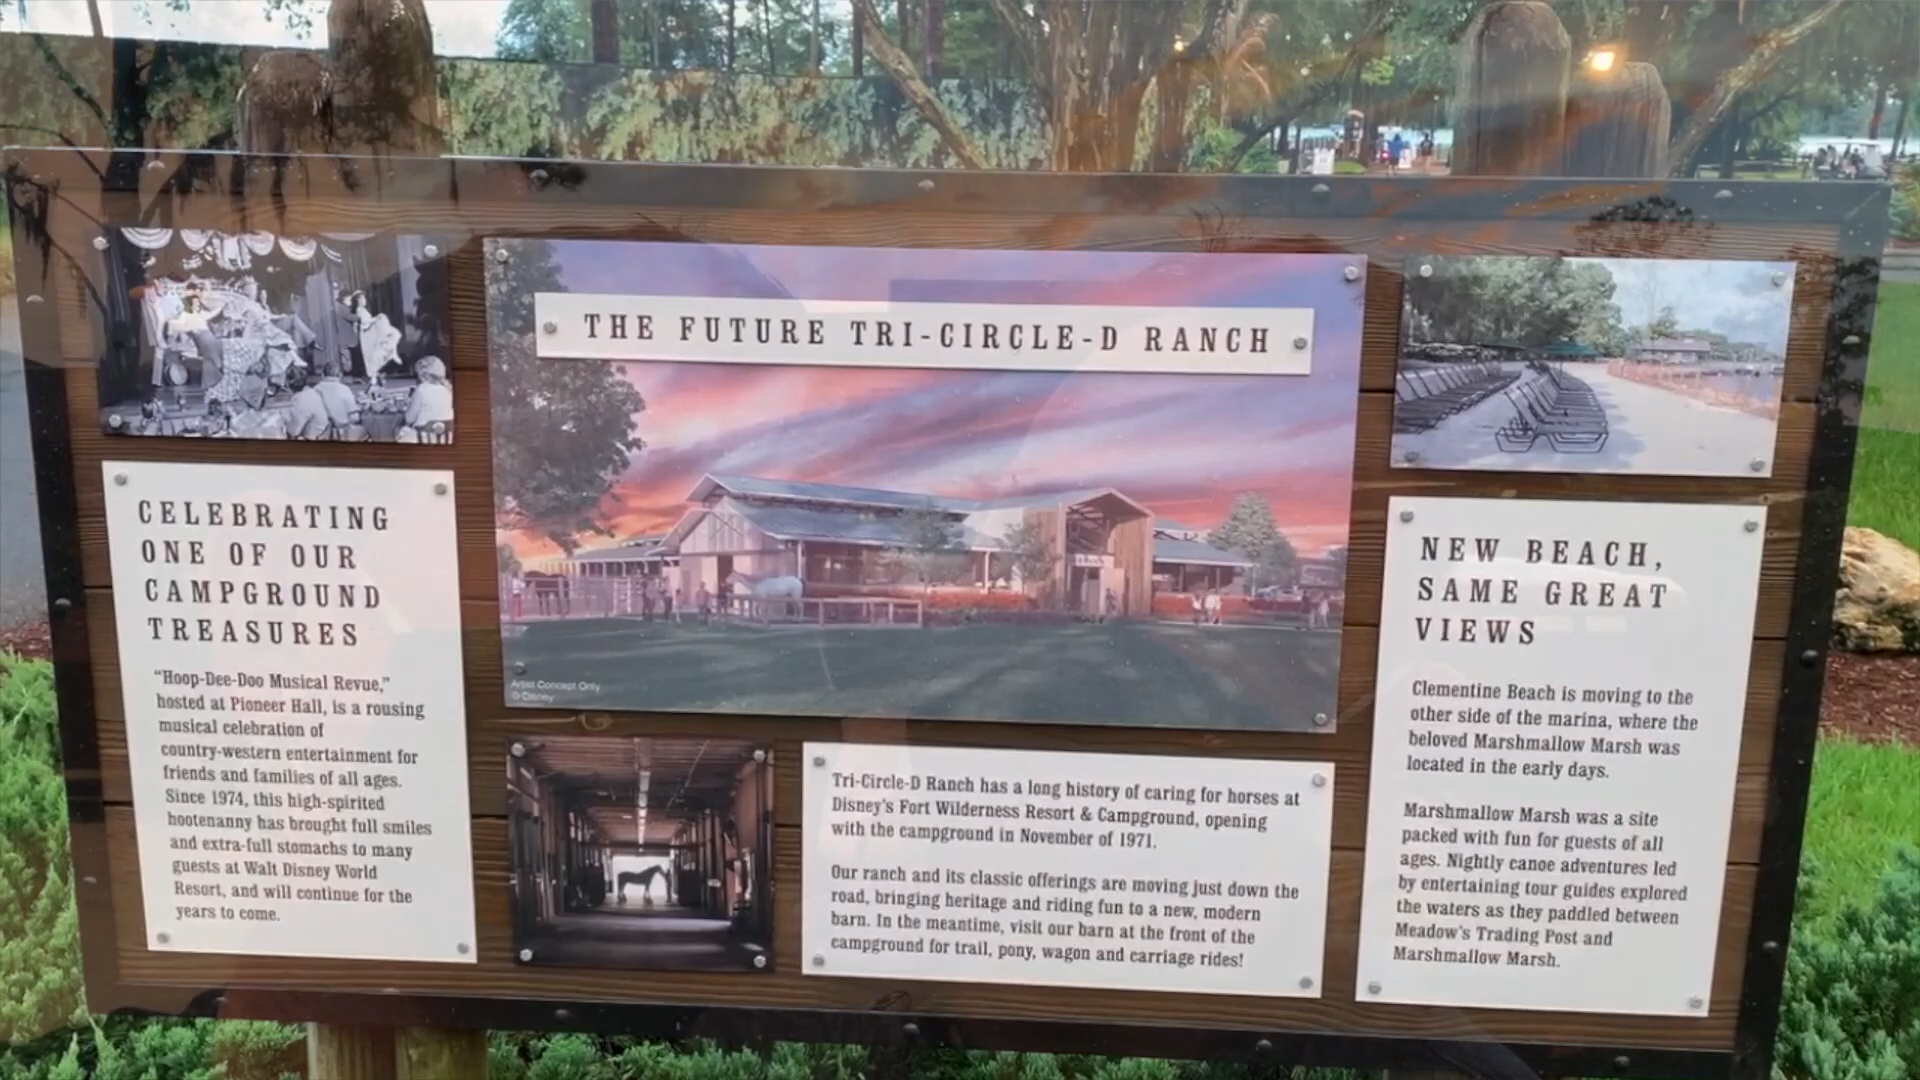 THE FUTURE TRI-CIRCLE-D RANCH
CELEBRATING
ONE OF OUR
CAMPGROUND
TREASURES
“Hoop-Dee-Doo Musical Revue,”
hosted at Pioneer Hall, is a rousing
musical celebration of
country-western entertainment for
friends and families of all ages.
Since 1974, this high-spirited
hootenanny has brought full smiles
and extra-full stomachs to many
guests at Walt Disney World
Resort, and will continue for the
years to come.
Artist Concept Only
© Disney
Tri-Circle-D Ranch has a long history of caring for horses at
Disney’s Fort Wilderness Resort & Campground, opening
with the campground in November of 1971.
Our ranch and its classic offerings are moving just down the
road, bringing heritage and riding fun to a new, modern
barn. In the meantime, visit our barn at the front of the
campground for trail, pony, wagon and carriage rides!
NEW BEACH,
SAME GREAT
VIEWS
Clementine Beach is moving to the
other side of the marina, where the
beloved Marshmallow Marsh was
located in the early days.
Marshmallow Marsh was a site
packed with fun for guests of all
ages. Nightly canoe adventures led
by entertaining tour guides explored
the waters as they paddled between
Meadow’s Trading Post and
Marshmallow Marsh.